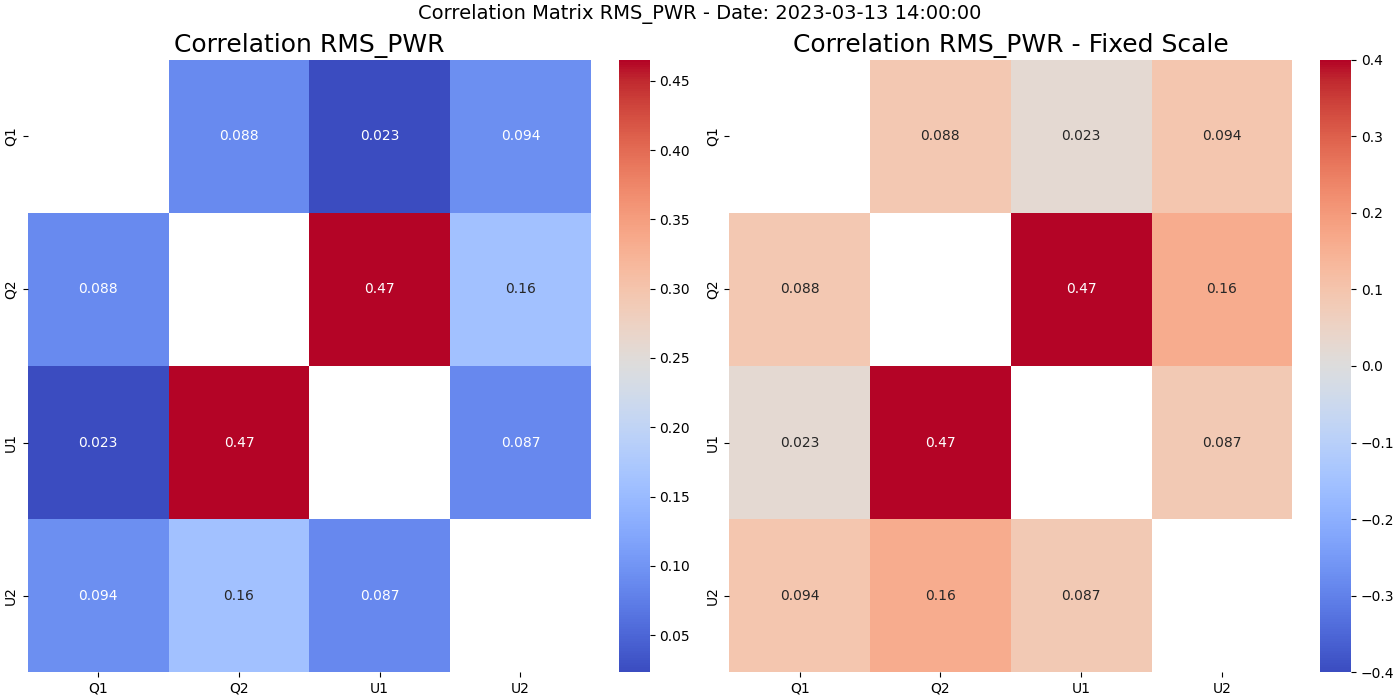 Correlation Matrix RMS_PWR - Date: 2023-03-13 14:00:00
Correlation RMS_PWR
Q1
0.088
0.023
0.094
Q2
0.088
0.47
0.16
U1
0.023
0.47
0.087
U2
0.094
0.16
0.087
Q1
Q2
U1
U2
0.45
0.40
0.35
0.30
0.25
0.20
0.15
0.10
0.05
Correlation RMS_PWR - Fixed Scale
Q1
0.088
0.023
0.094
Q2
0.088
0.47
0.16
U1
0.023
0.47
0.087
U2
0.094
0.16
0.087
Q1
Q2
U1
U2
0.4
0.3
0.2
0.1
0.0
−0.1
−0.2
−0.3
−0.4